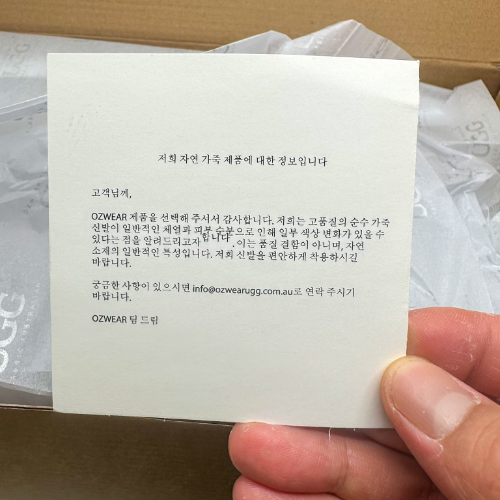 저희 자연 가죽 제품에 대한 정보입니다
고객님께,
OZWEAR 제품을 선택해 주셔서 감사합니다. 저희는 고품질의 순수 가죽
신발이 일반적인 체영과 피부 수분으로 인해 일부 색상 변화가 있을 수
있다는 점을 알려드리고자 합니다. 이는 품질 결함이 아니며, 자연
소재의 일반적인 특성입니다. 저희 신발을 편안하게 착용하시길
바랍니다.
궁금한 사항이 있으시면 info@ozwearugg.com.au로 연락 주시기
바랍니다.
OZWEAR 팀 드림
UGG
UGG